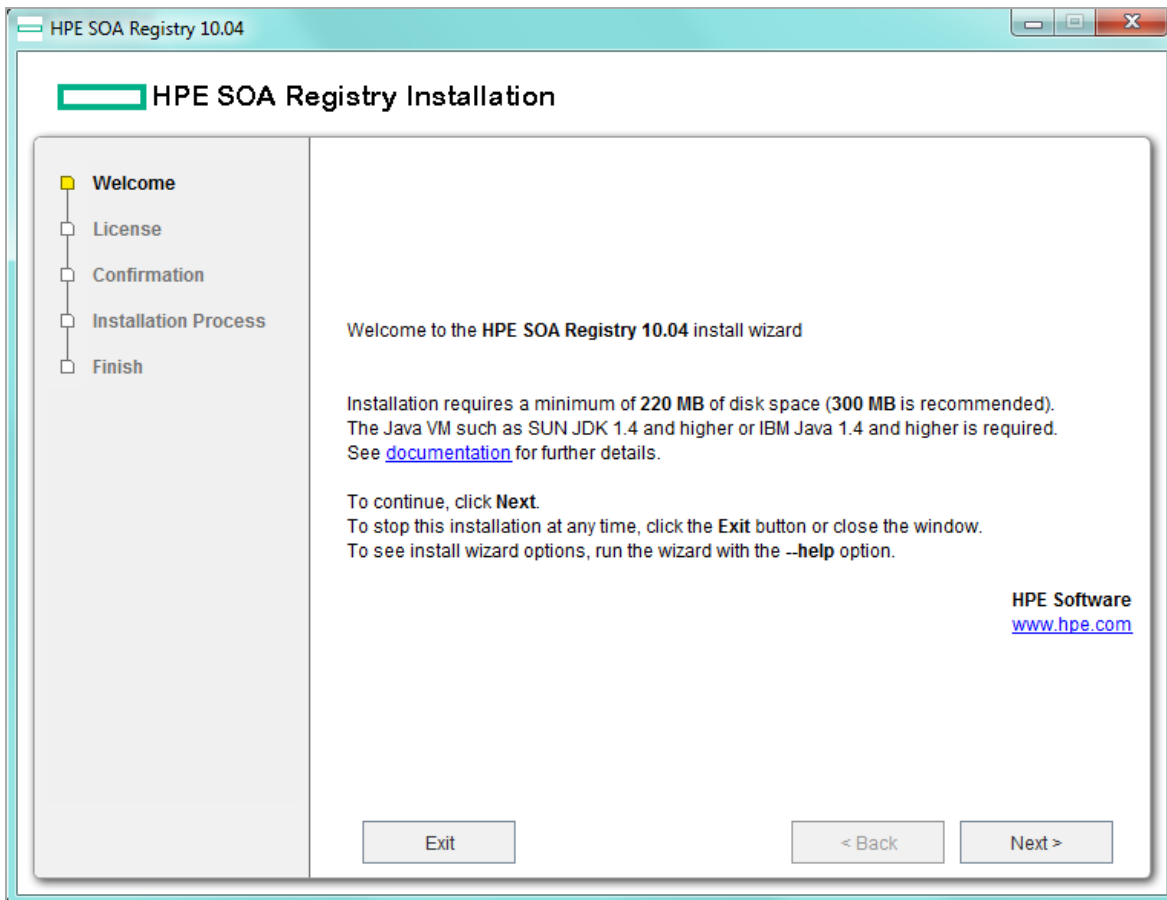 HPE SOA Registry 10.04
HPE SOA Registry Installation
Welcome
License
Confirmation
Installation Process
Finish
Welcome to the HPE SOA Registry 10.04 install wizard
Installation requires a minimum of 220 MB of disk space (300 MB is recommended).
The Java VM such as SUN JDK 1.4 and higher or IBM Java 1.4 and higher is required.
See documentation for further details.
To continue, click Next.
To stop this installation at any time, click the Exit button or close the window.
To see install wizard options, run the wizard with the --help option.
HPE Software
www.hpe.com
Exit
< Back
Next >